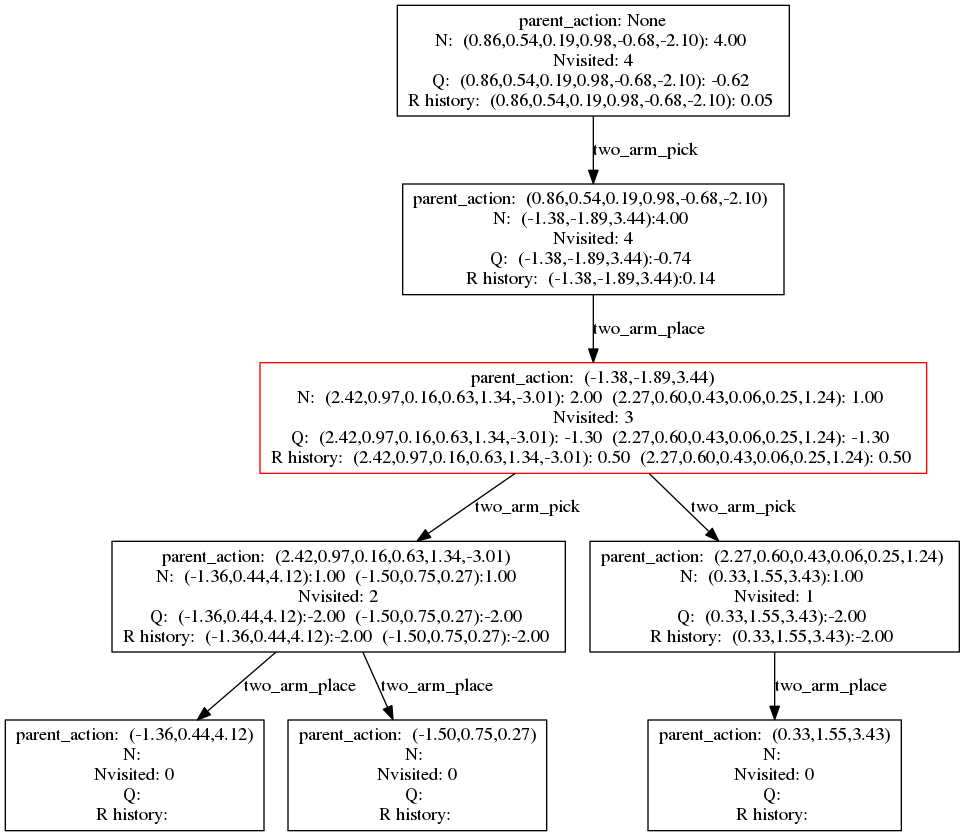 parent_action: None
N: (0.86,0.54,0.19,0.98,-0.68,-2.10): 4.00
Nvisited: 4
Q: (0.86,0.54,0.19,0.98,-0.68,-2.10): -0.62
R history: (0.86,0.54,0.19,0.98,-0.68,-2.10): 0.05
two_arm_pick
parent_action: (0.86,0.54,0.19,0.98,-0.68,-2.10)
N: (-1.38,-1.89,3.44):4.00
Nvisited: 4
Q: (-1.38,-1.89,3.44):-0.74
R history: (-1.38,-1.89,3.44):0.14
two_arm_place
parent_action: (-1.38,-1.89,3.44)
N: (2.42,0.97,0.16,0.63,1.34,-3.01): 2.00 (2.27,0.60,0.43,0.06,0.25,1.24): 1.00
Nvisited: 3
Q: (2.42,0.97,0.16,0.63,1.34,-3.01): -1.30 (2.27,0.60,0.43,0.06,0.25,1.24): -1.30
R history: (2.42,0.97,0.16,0.63,1.34,-3.01): 0.50 (2.27,0.60,0.43,0.06,0.25,1.24): 0.50
two_arm_pick
two_arm_pick
parent_action: (2.42,0.97,0.16,0.63,1.34,-3.01)
N: (-1.36,0.44,4.12):1.00 (-1.50,0.75,0.27):1.00
Nvisited: 2
Q: (-1.36,0.44,4.12):-2.00 (-1.50,0.75,0.27):-2.00
R history: (-1.36,0.44,4.12):-2.00 (-1.50,0.75,0.27):-2.00
parent_action: (2.27,0.60,0.43,0.06,0.25,1.24)
N: (0.33,1.55,3.43):1.00
Nvisited: 1
Q: (0.33,1.55,3.43):-2.00
R history: (0.33,1.55,3.43):-2.00
two_arm_place
two_arm_place
two_arm_place
parent_action: (-1.36,0.44,4.12)
N:
Nvisited: 0
Q:
R history:
parent_action: (-1.50,0.75,0.27)
N:
Nvisited: 0
Q:
R history:
parent_action: (0.33,1.55,3.43)
N:
Nvisited: 0
Q:
R history: